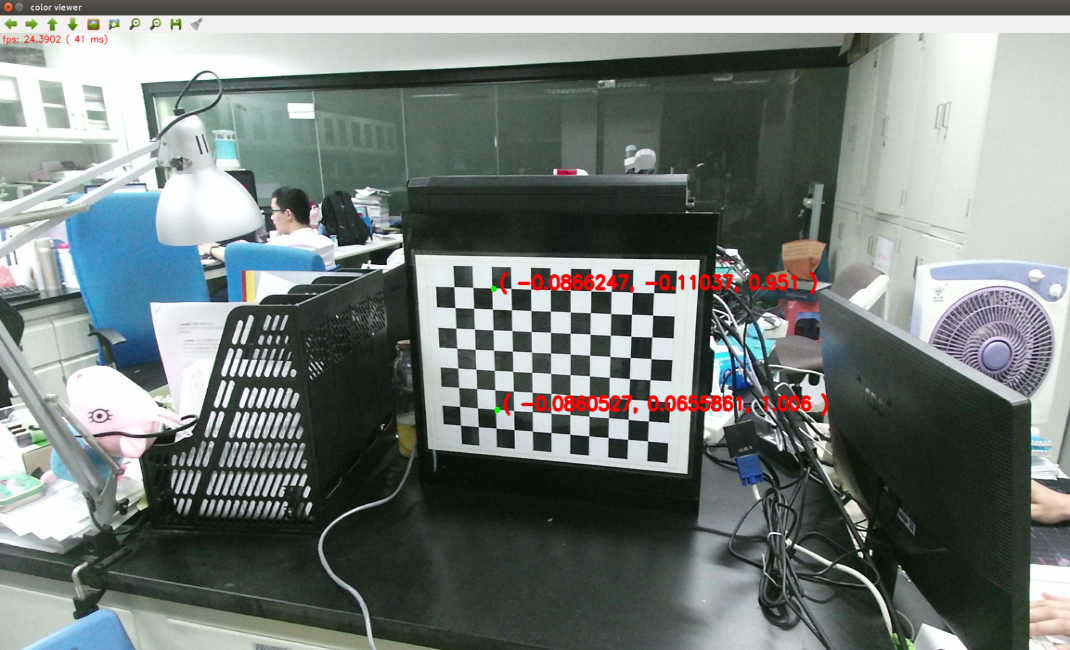 color viewer
fps: 24.3902 ( 41 ms)
( -0.0866247, -0.11037, 0.951 )
( -0.0860527, 0.0655861, 1.006 )